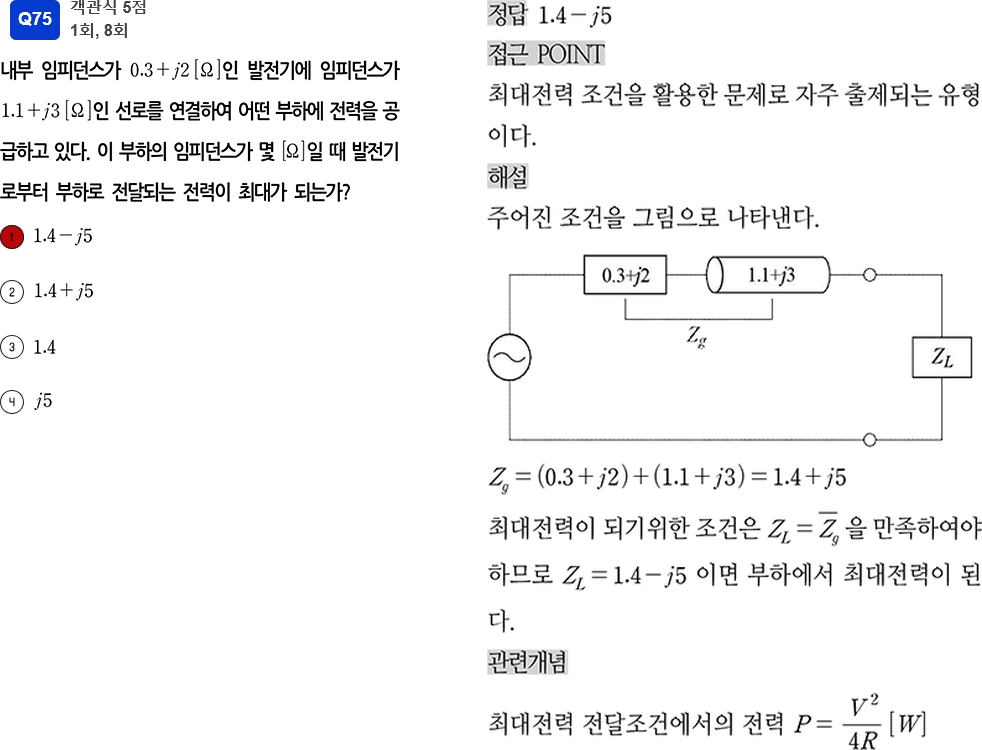 Q75
객관식 5점
1회, 8회
내부 임피던스가 0.3+j2[Ω]인 발전기에 임피던스가
1.1+j3[Ω]인 선로를 연결하여 어떤 부하에 전력을 공
급하고 있다. 이 부하의 임피던스가 몇 [Ω]일 때 발전기
로부터 부하로 전달되는 전력이 최대가 되는가?
1 1.4-j5
2 1.4+j5
3 1.4
4 j5
정답 1.4-j5
접근 POINT
최대전력 조건을 활용한 문제로 자주 출제되는 유형
이다.
해설
주어진 조건을 그림으로 나타낸다.
0.3+j2 1.1+j3
Z_g
Z_L
Z_g=(0.3+j2)+(1.1+j3)=1.4+j5
최대전력이 되기위한 조건은 Z_L=Z̅_g 을 만족하여야
하므로 Z_L=1.4-j5 이면 부하에서 최대전력이 된
다.
관련개념
최대전력 전달조건에서의 전력 P=V²/4R [W]